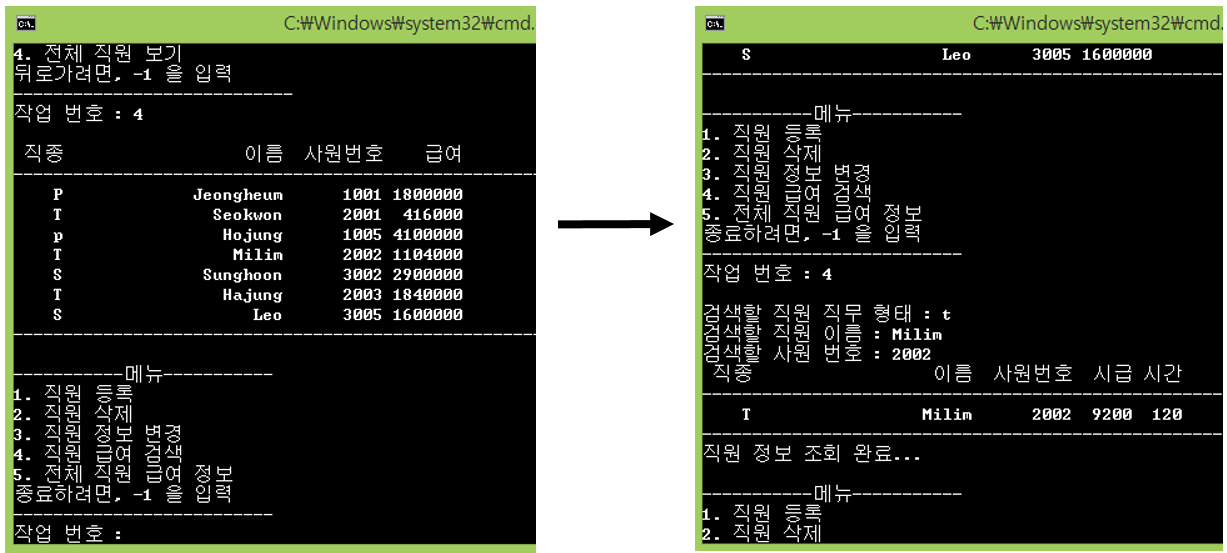 C:₩Windows₩system32₩cmd.
4. 전체 직원 보기
뒤로가려면, -1 을 입력
----------------------------
작업 번호 : 4
직종 이름 사원번호 급여
P Jeongheum 1001 1800000
T Seokwon 2001 416000
p Hojung 1005 4100000
T Milim 2002 1104000
S Sunghoon 3002 2900000
T Hajung 2003 1840000
S Leo 3005 1600000
-----------메뉴-----------
1. 직원 등록
2. 직원 삭제
3. 직원 정보 변경
4. 직원 급여 검색
5. 전체 직원 급여 정보
종료하려면, -1 을 입력
--------------------------
작업 번호 :
C:₩Windows₩system32₩cmd.
S Leo 3005 1600000
-----------메뉴-----------
1. 직원 등록
2. 직원 삭제
3. 직원 정보 변경
4. 직원 급여 검색
5. 전체 직원 급여 정보
종료하려면, -1 을 입력
--------------------------
작업 번호 : 4
검색할 직원 직무 형태 : t
검색할 직원 이름 : Milim
검색할 사원 번호 : 2002
직종 이름 사원번호 시급 시간
T Milim 2002 9200 120
직원 정보 조회 완료...
-----------메뉴-----------
1. 직원 등록
2. 직원 삭제